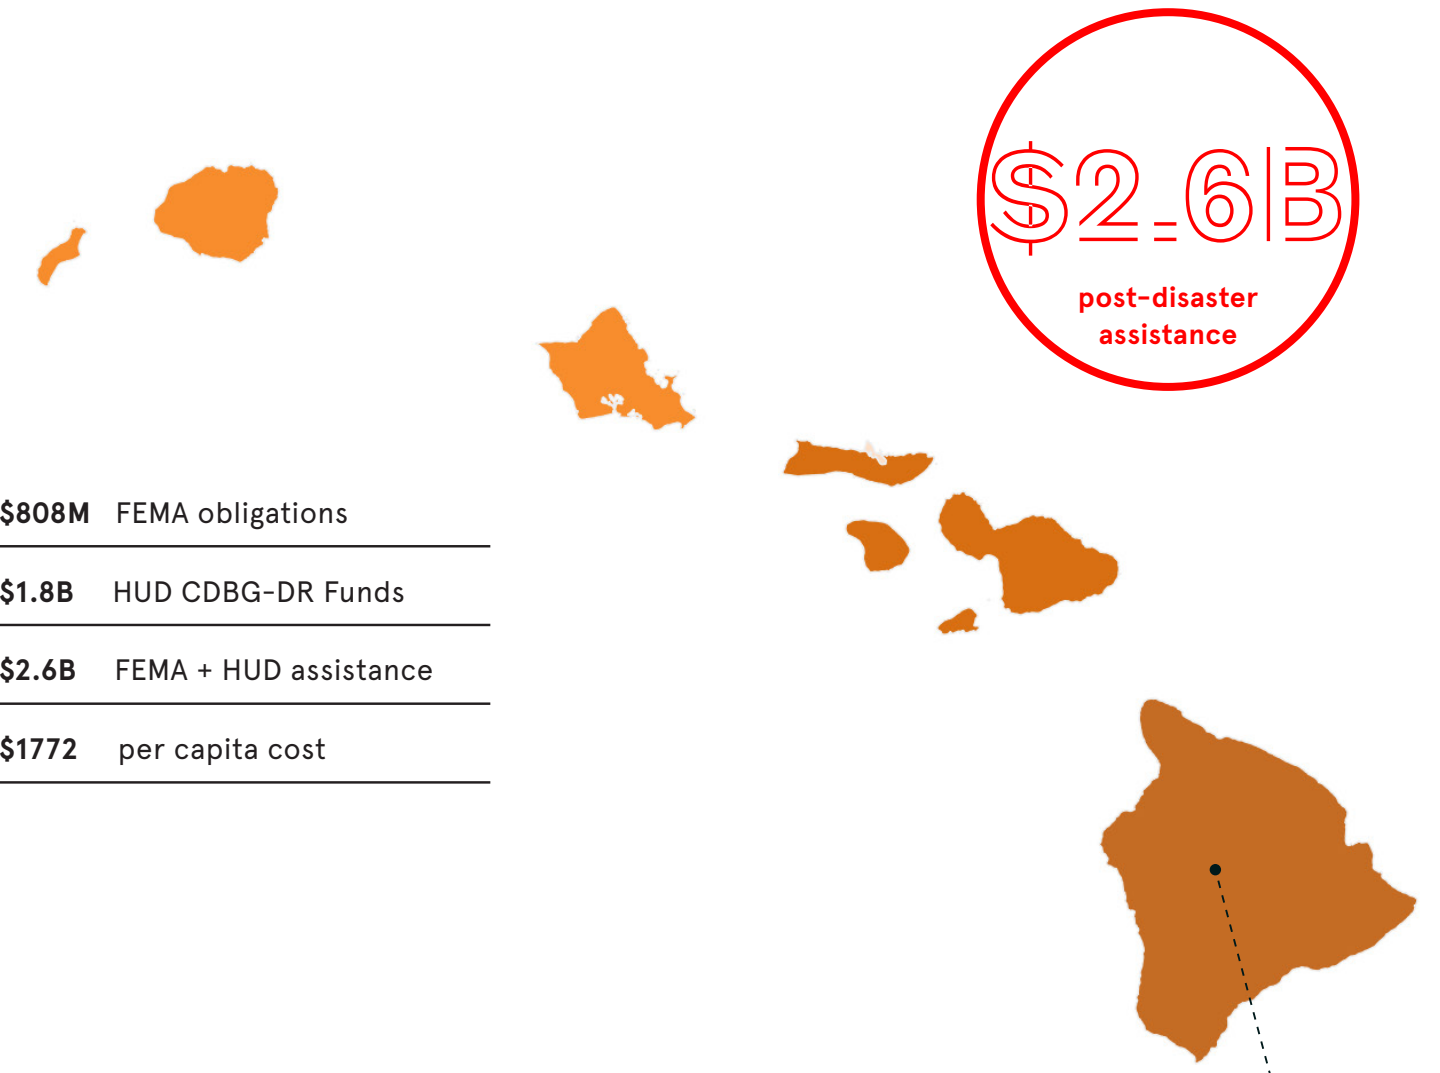 $2.6B
post-disaster
assistance
$808M FEMA obligations
$1.8B HUD CDBG-DR Funds
$2.6B FEMA + HUD assistance
$1772 per capita cost